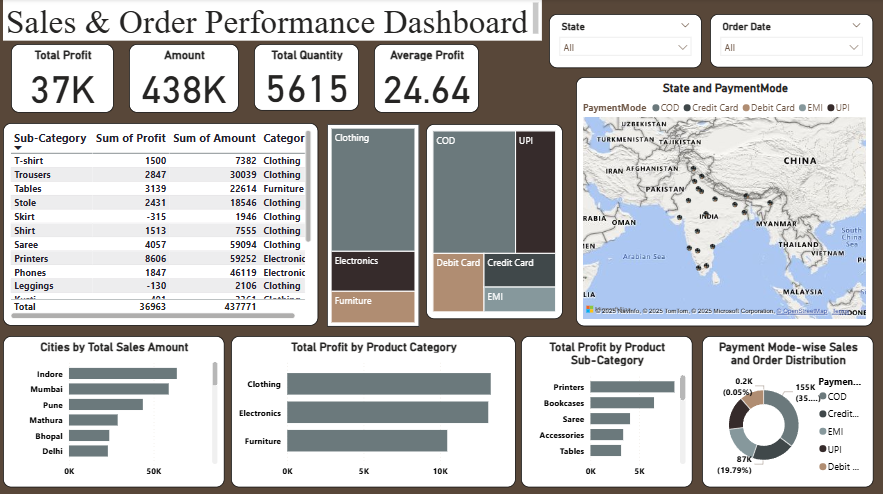 Sales & Order Performance Dashboard
State
All
Order Date
All
Total Profit
37K
Amount
438K
Total Quantity
5615
Average Profit
24.64
Sub-Category Sum of Profit Sum of Amount Categor
T-shirt 1500 7382 Clothing
Trousers 2847 30039 Clothing
Tables 3139 22614 Furniture
Stole 2431 18546 Clothing
Skirt -315 1946 Clothing
Shirt 1513 7555 Clothing
Saree 4057 59094 Clothing
Printers 8606 59252 Electronic
Phones 1847 46119 Electronic
Leggings -130 2106 Clothing
Total 36963 437771
Clothing
Electronics
Furniture
COD
UPI
Debit Card
Credit Card
EMI
State and PaymentMode
PaymentMode COD Credit Card Debit Card EMI UPI
UZBEKISTAN
TURKMENISTAN TAJIKISTAN
CHINA
IRAN AFGHANISTAN
PAKISTAN
INDIA
OMAN
MYANMAR
THAILAND
VIETNAM
Arabian Sea
South
China
Sea
MALAYSIA
© 2025 TomTom, © 2025 Microsoft Corporation, © OpenStreetMap
Cities by Total Sales Amount
Indore
Mumbai
Pune
Mathura
Bhopal
Delhi
0K 50K
Total Profit by Product Category
Clothing
Electronics
Furniture
0K 5K 10K
Total Profit by Product
Sub-Category
Printers
Bookcases
Saree
Accessories
Tables
0K 5K
Payment Mode-wise Sales
and Order Distribution
0.2K
(0.05%)
155K
(35....)
87K
(19.79%)
Paymen...
COD
Credit...
EMI
UPI
Debit ...